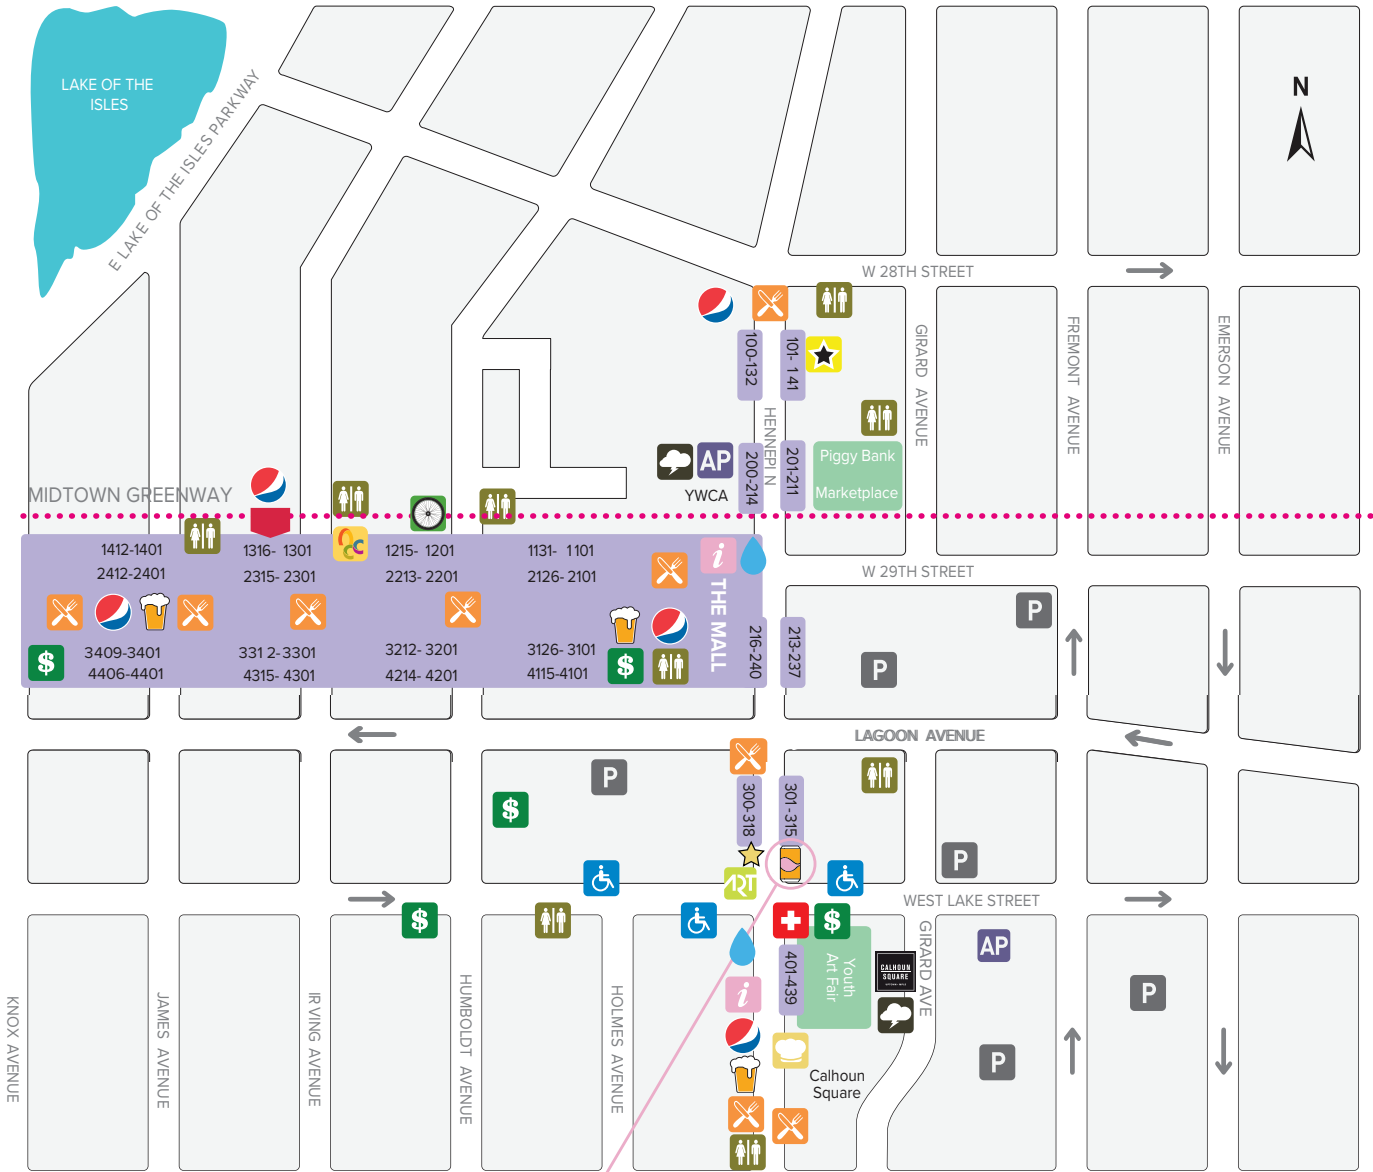 LAKE OF THE
ISLES
E LAKE OF THE ISLES PARKWAY
N
W 28TH STREET
100-132
101- 1 41
HENNEPIN
GIRARD AVENUE
FREMONT AVENUE
EMERSON AVENUE
AP
YWCA
200-214
201-211
Piggy Bank
Marketplace
MIDTOWN GREENWAY
1412-1401
2412-2401
1316- 1301
2315- 2301
1215- 1201
2213- 2201
1131- 1101
2126- 2101
i
THE MALL
W 29TH STREET
P
P
216-240
213-237
$
3409-3401
4406-4401
331 2-3301
4315- 4301
3212- 3201
4214- 4201
3126- 3101
4115-4101
$
LAGOON AVENUE
P
$
300-318
301-315
P
ART
WEST LAKE STREET
$
$
401-439
Youth
Art Fair
CALHOUN
SQUARE
GIRARD AVE
AP
P
P
i
Calhoun
Square
KNOX AVENUE
JAMES AVENUE
IR VING AVENUE
HUMBOLDT AVENUE
HOLMES AVENUE